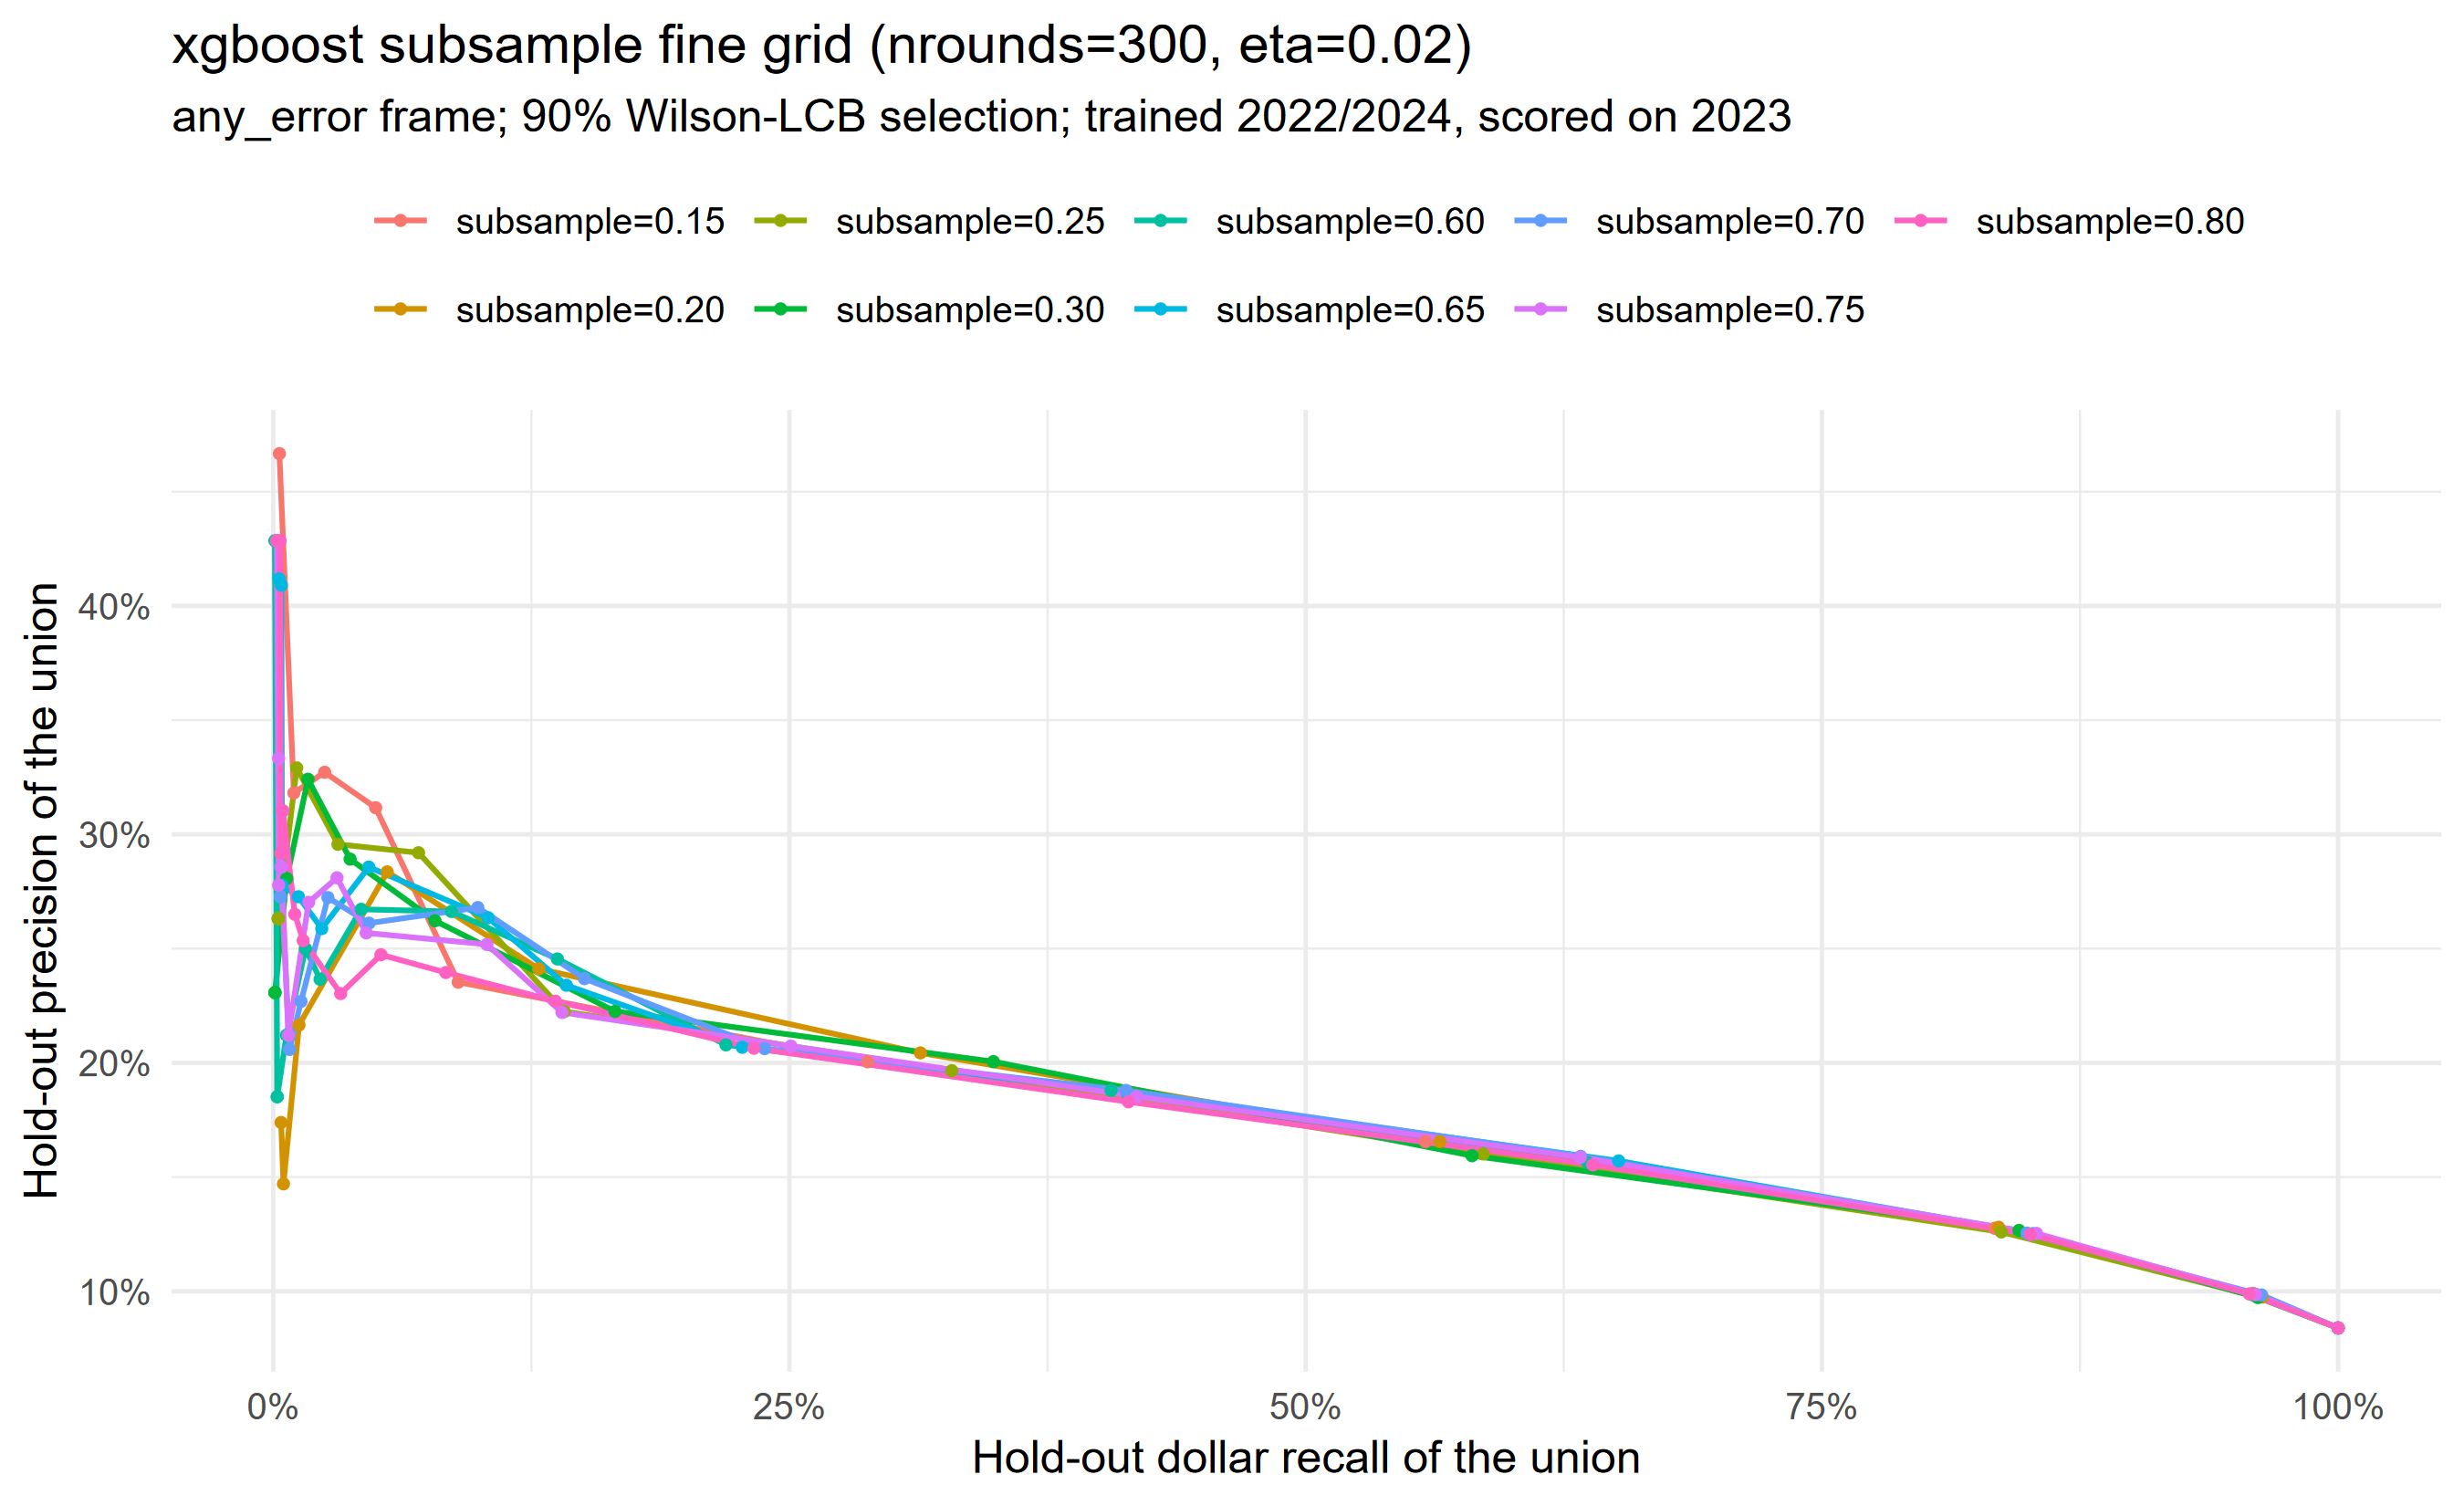 xgboost subsample fine grid (nrounds=300, eta=0.02)
any_error frame; 90% Wilson-LCB selection; trained 2022/2024, scored on 2023
subsample=0.15 subsample=0.25 subsample=0.60 subsample=0.70 subsample=0.80
subsample=0.20 subsample=0.30 subsample=0.65 subsample=0.75
Hold-out precision of the union
40%
30%
20%
10%
0% 25% 50% 75% 100%
Hold-out dollar recall of the union